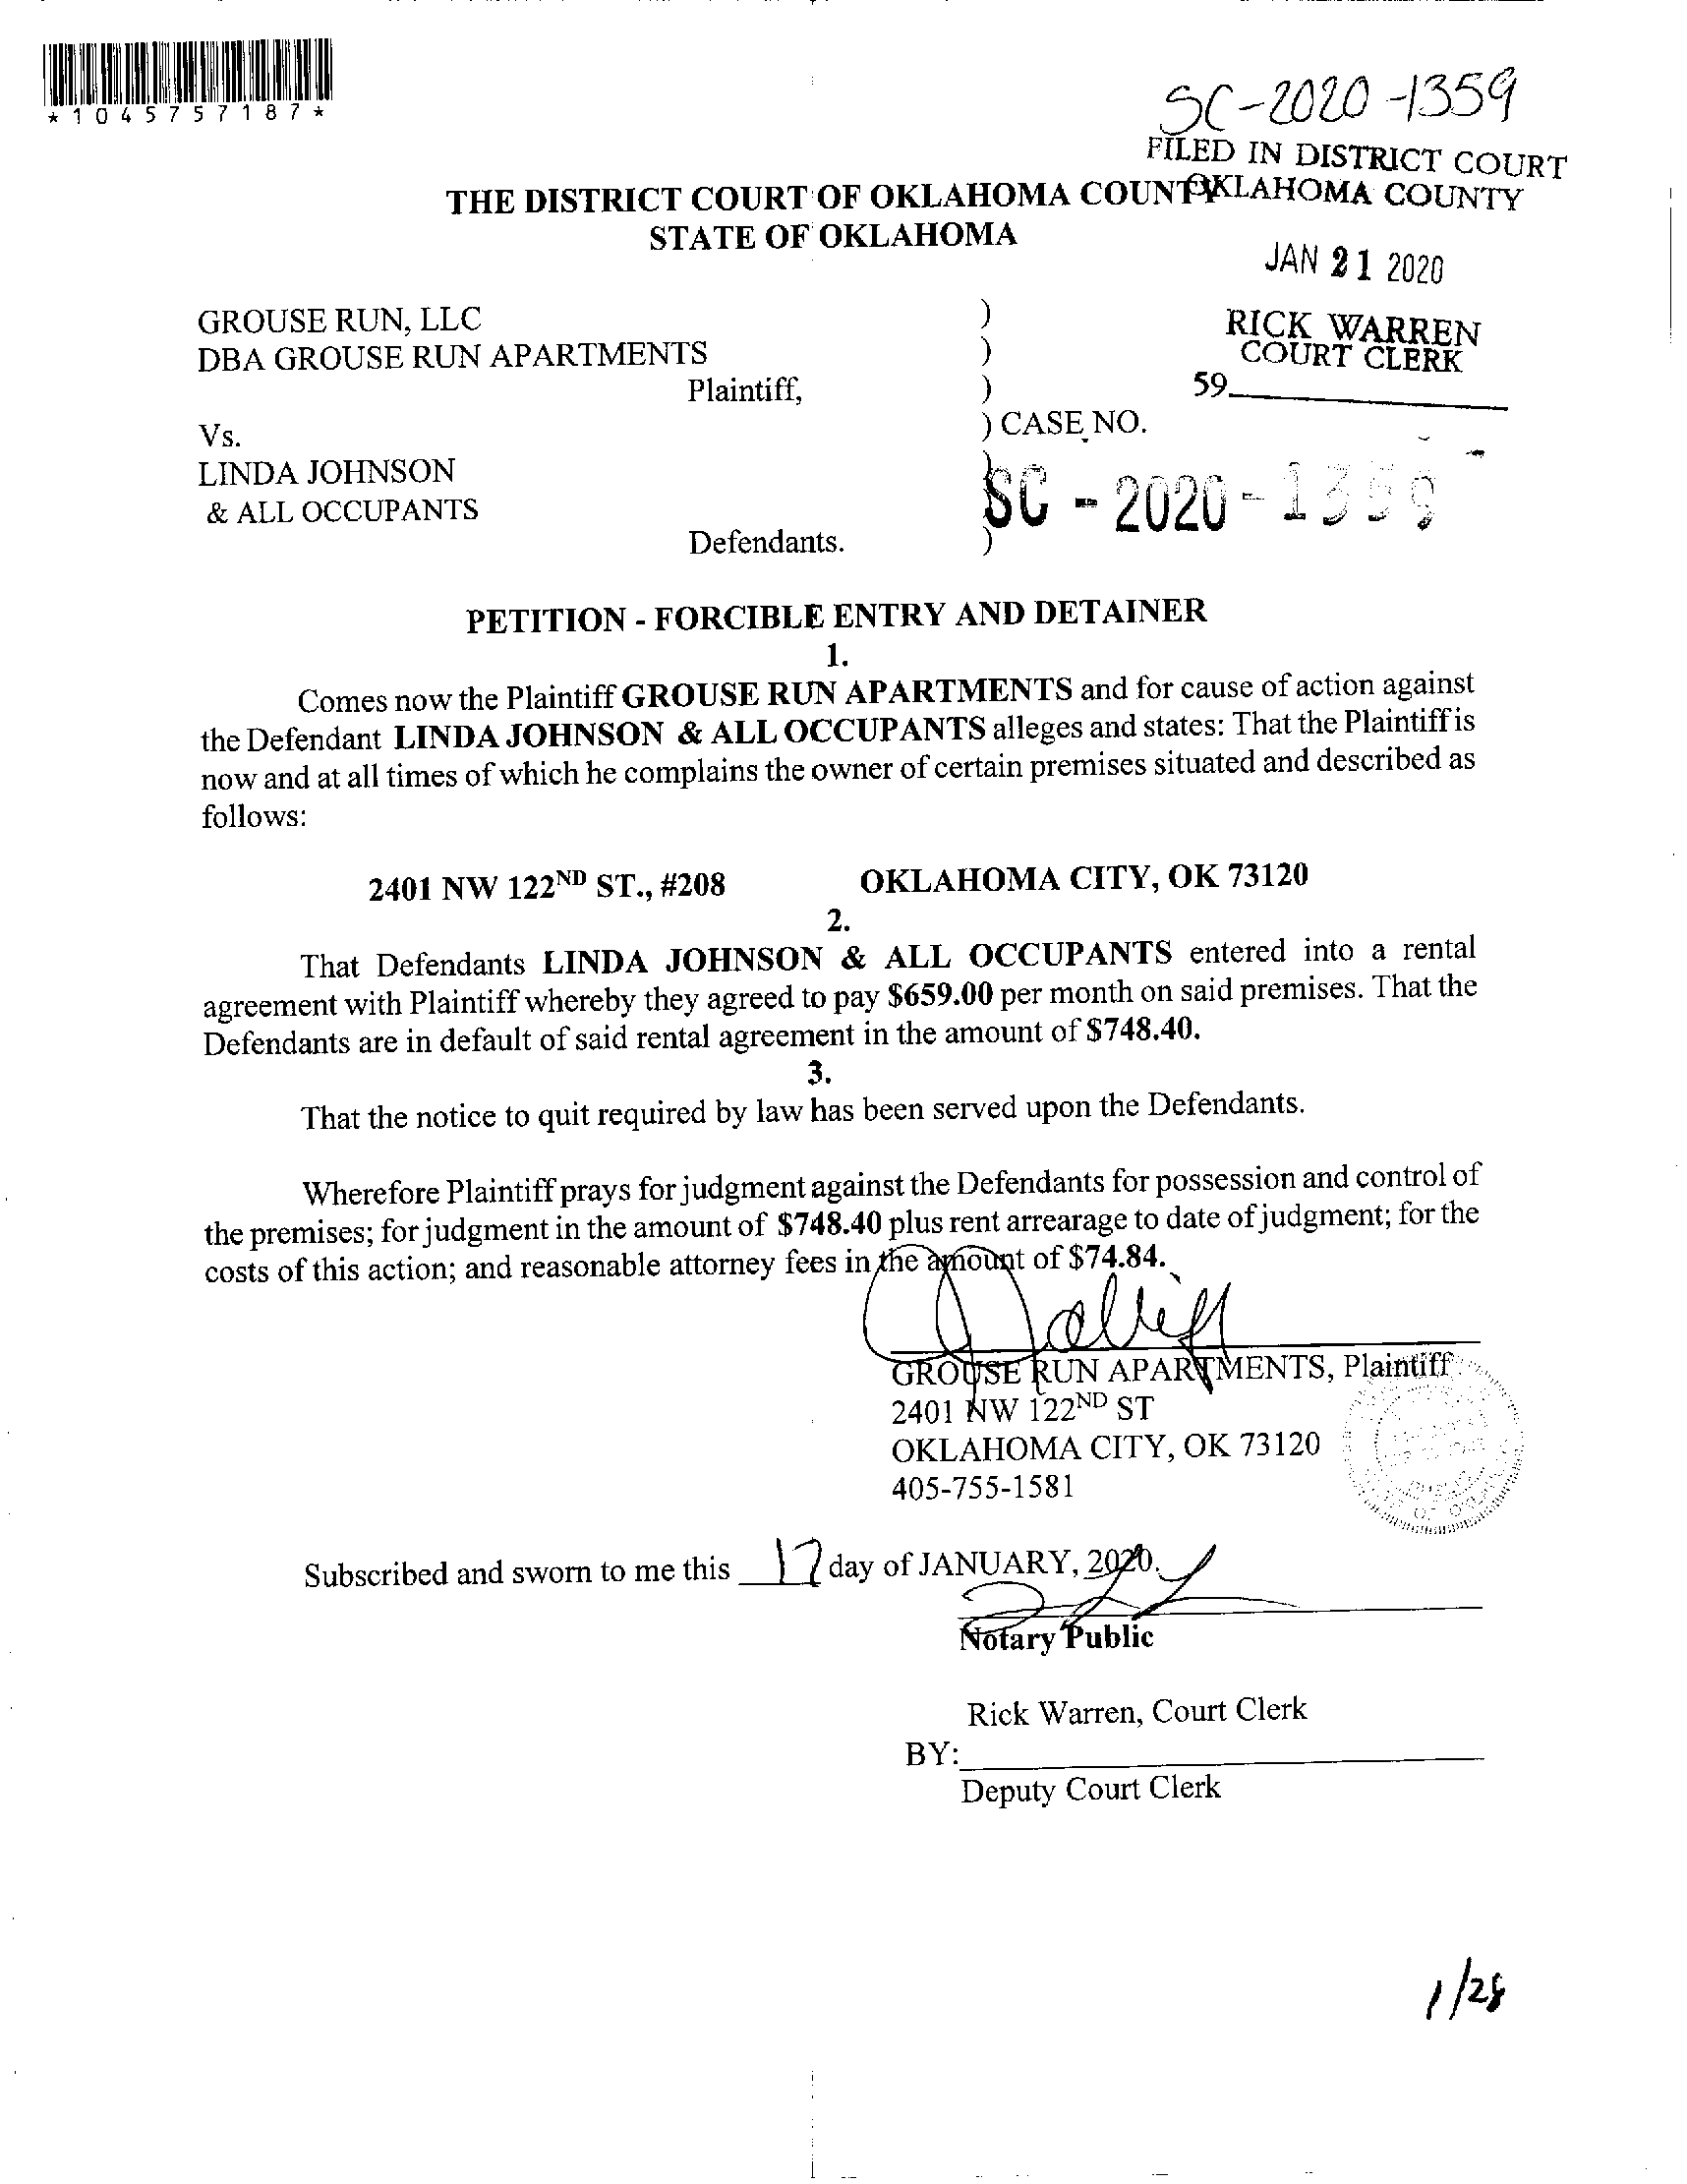 *1045757187*
SC-2020-1359
FILED IN DISTRICT COURT
OKLAHOMA COUNTY
THE DISTRICT COURT OF OKLAHOMA COUNTY
STATE OF OKLAHOMA
JAN 21 2020
GROUSE RUN, LLC )
RICK WARREN
DBA GROUSE RUN APARTMENTS )
COURT CLERK
Plaintiff, )
59
) CASE NO.
Vs.
LINDA JOHNSON )
SC - 2020 - 1359
& ALL OCCUPANTS
Defendants. )
PETITION - FORCIBLE ENTRY AND DETAINER
1.
Comes now the Plaintiff GROUSE RUN APARTMENTS and for cause of action against
the Defendant LINDA JOHNSON & ALL OCCUPANTS alleges and states: That the Plaintiff is
now and at all times of which he complains the owner of certain premises situated and described as
follows:
2401 NW 122ND ST., #208 OKLAHOMA CITY, OK 73120
2.
That Defendants LINDA JOHNSON & ALL OCCUPANTS entered into a rental
agreement with Plaintiff whereby they agreed to pay $659.00 per month on said premises. That the
Defendants are in default of said rental agreement in the amount of $748.40.
3.
That the notice to quit required by law has been served upon the Defendants.
Wherefore Plaintiff prays for judgment against the Defendants for possession and control of
the premises; for judgment in the amount of $748.40 plus rent arrearage to date of judgment; for the
costs of this action; and reasonable attorney fees in the amount of $74.84.
GROUSE RUN APARTMENTS, Plaintiff
2401 NW 122ND ST
OKLAHOMA CITY, OK 73120
405-755-1581
Subscribed and sworn to me this 17 day of JANUARY, 2020.
Notary Public
Rick Warren, Court Clerk
BY:
Deputy Court Clerk
1/28